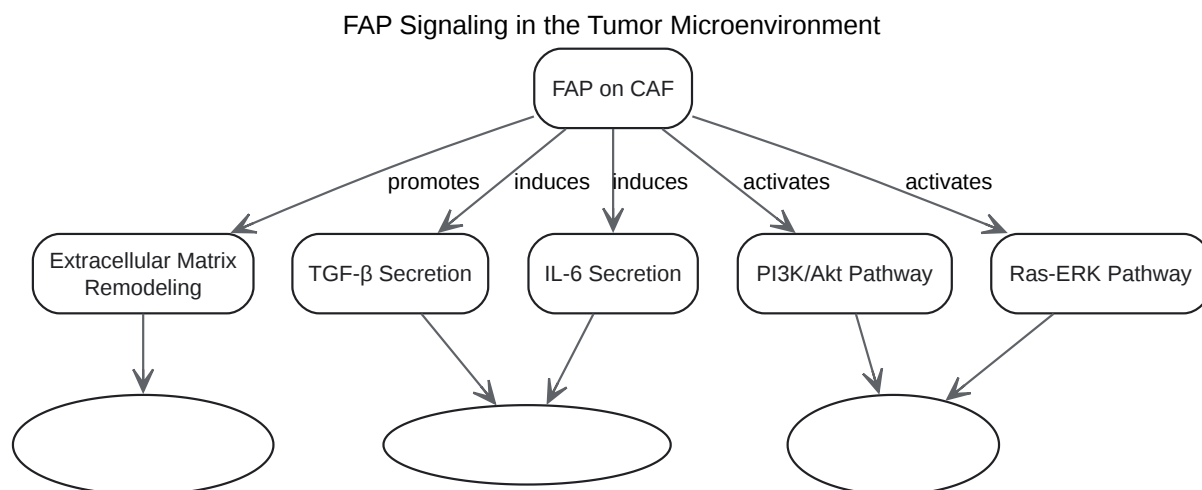 FAP Signaling in the Tumor Microenvironment
FAP on CAF
promotes
induces
induces
activates
activates
Extracellular Matrix
Remodeling
TGF-β Secretion
IL-6 Secretion
PI3K/Akt Pathway
Ras-ERK Pathway